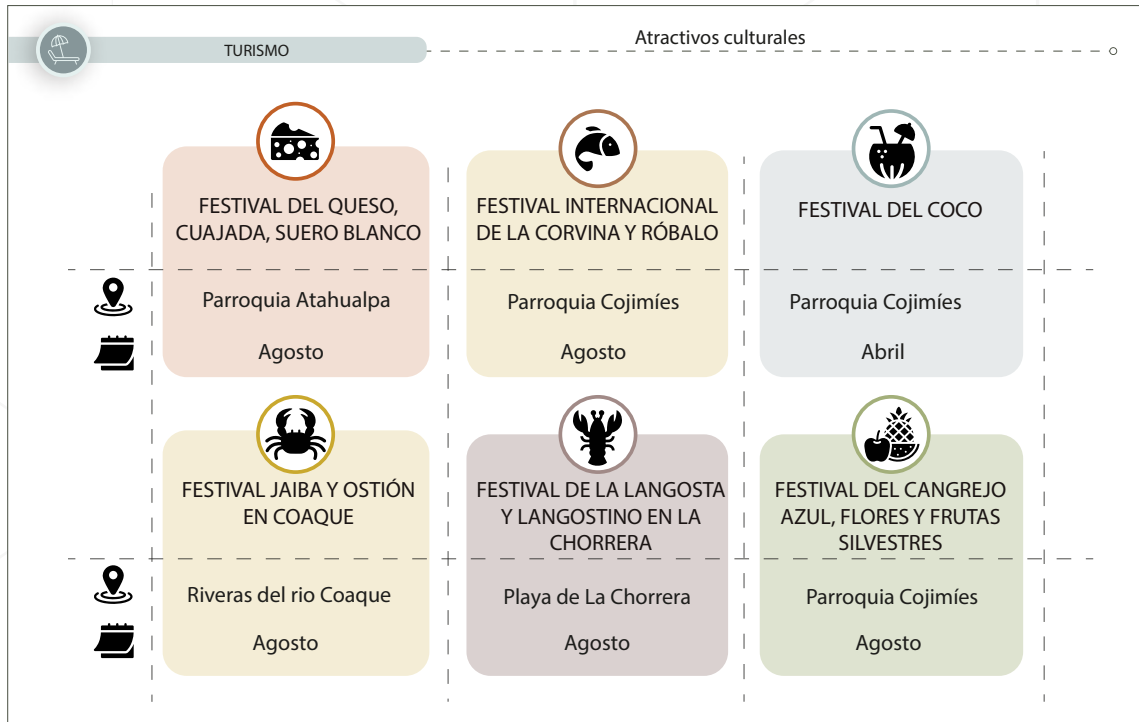 TURISMO
Atractivos culturales
FESTIVAL DEL QUESO,
CUAJADA, SUERO BLANCO
Parroquia Atahualpa
Agosto
FESTIVAL INTERNACIONAL
DE LA CORVINA Y RÓBALO
Parroquia Cojimíes
Agosto
FESTIVAL DEL COCO
Parroquia Cojimíes
Abril
FESTIVAL JAIBA Y OSTIÓN
EN COAQUE
Riveras del rio Coaque
Agosto
FESTIVAL DE LA LANGOSTA
Y LANGOSTINO EN LA
CHORRERA
Playa de La Chorrera
Agosto
FESTIVAL DEL CANGREJO
AZUL, FLORES Y FRUTAS
SILVESTRES
Parroquia Cojimíes
Agosto